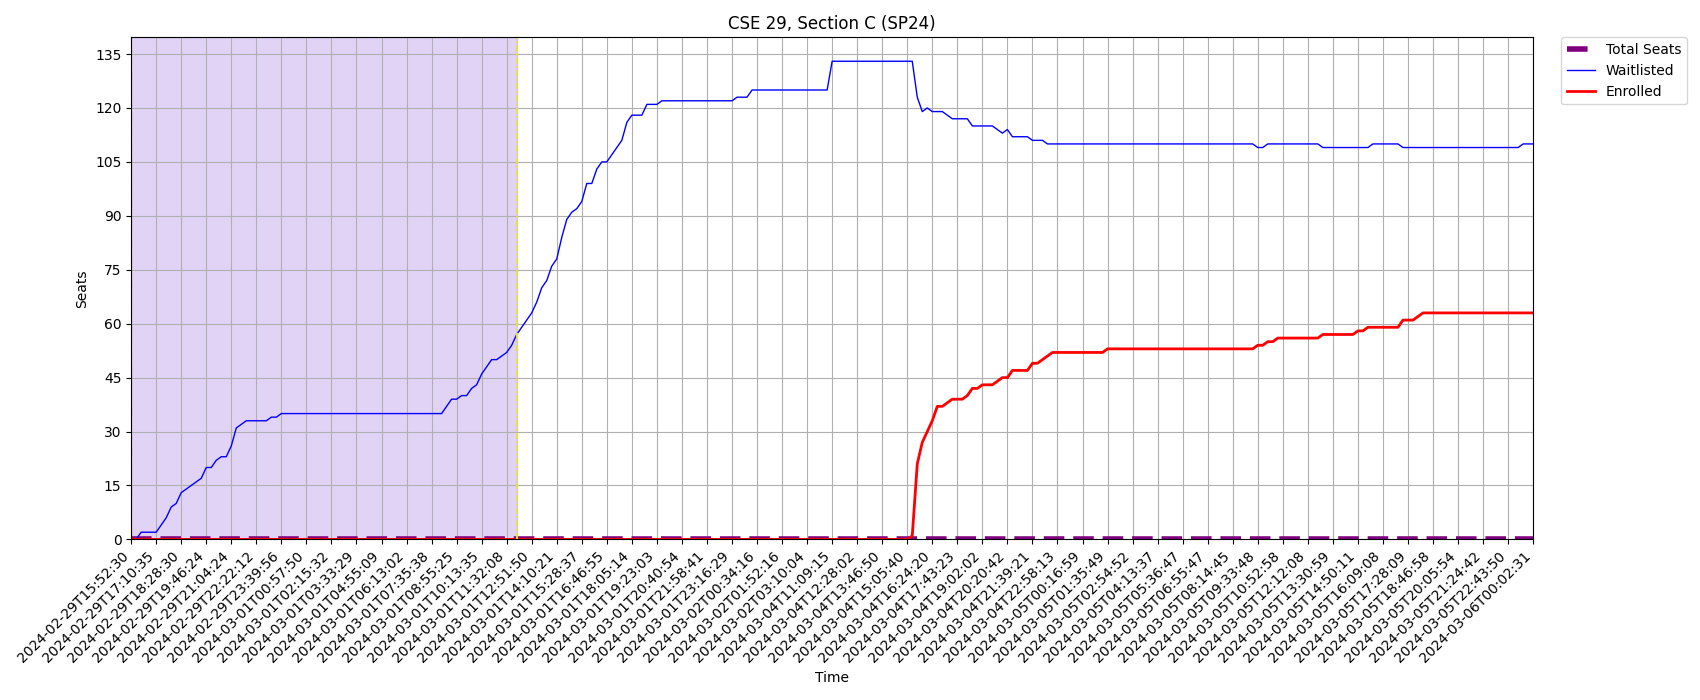 CSE 29, Section C (SP24)
Total Seats
Waitlisted
Enrolled
135
120
105
90
75
60
45
30
15
0
Seats
2024-02-29T15:52:30
2024-02-29T17:10:35
2024-02-29T18:28:30
2024-02-29T19:46:24
2024-02-29T21:04:24
2024-02-29T22:22:12
2024-02-29T23:39:56
2024-03-01T00:57:50
2024-03-01T02:15:32
2024-03-01T03:33:29
2024-03-01T04:55:09
2024-03-01T06:13:02
2024-03-01T07:35:38
2024-03-01T08:55:25
2024-03-01T10:13:35
2024-03-01T11:32:08
2024-03-01T12:51:50
2024-03-01T14:10:21
2024-03-01T15:28:37
2024-03-01T16:46:55
2024-03-01T18:05:14
2024-03-01T19:23:03
2024-03-01T20:40:54
2024-03-01T21:58:41
2024-03-01T23:16:29
2024-03-02T00:34:16
2024-03-02T01:52:16
2024-03-02T03:10:04
2024-03-04T11:09:15
2024-03-04T12:28:02
2024-03-04T13:46:50
2024-03-04T15:05:40
2024-03-04T16:24:20
2024-03-04T17:43:23
2024-03-04T19:02:02
2024-03-04T20:20:42
2024-03-04T21:39:21
2024-03-04T22:58:13
2024-03-05T00:16:59
2024-03-05T01:35:49
2024-03-05T02:54:52
2024-03-05T04:13:37
2024-03-05T05:36:47
2024-03-05T06:55:47
2024-03-05T08:14:45
2024-03-05T09:33:48
2024-03-05T10:52:58
2024-03-05T12:12:08
2024-03-05T13:30:59
2024-03-05T14:50:11
2024-03-05T16:09:08
2024-03-05T17:28:09
2024-03-05T18:46:58
2024-03-05T20:05:54
2024-03-05T21:24:42
2024-03-05T22:43:50
2024-03-06T00:02:31
Time